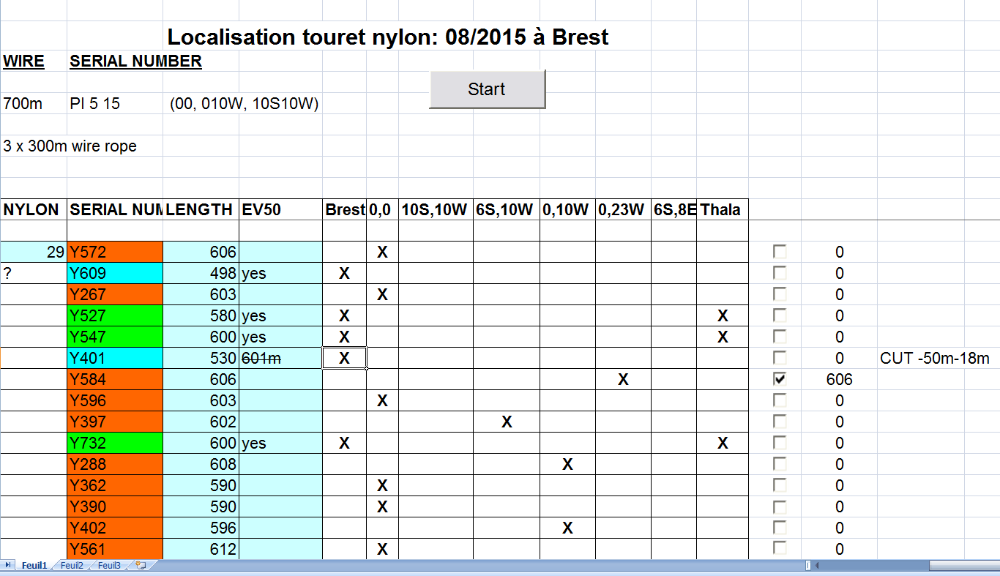 Localisation touret nylon: 08/2015 à Brest
WIRE SERIAL NUMBER
Start
700m PI 5 15 (00, 010W, 10S10W)
3 x 300m wire rope
NYLON SERIAL NUM LENGTH EV50 Brest 0,0 10S,10W 6S,10W 0,10W 0,23W 6S,8E Thala
29 Y572 606 X 0
? Y609 498 yes X 0
Y267 603 X 0
Y527 580 yes X X 0
Y547 600 yes X X 0
Y401 530 601m X 0 CUT -50m-18m
Y584 606 X 606
Y596 603 X 0
Y397 602 X 0
Y732 600 yes X X 0
Y288 608 X 0
Y362 590 X 0
Y390 590 X 0
Y402 596 X 0
Y561 612 X 0
Feuil1 Feuil2 Feuil3